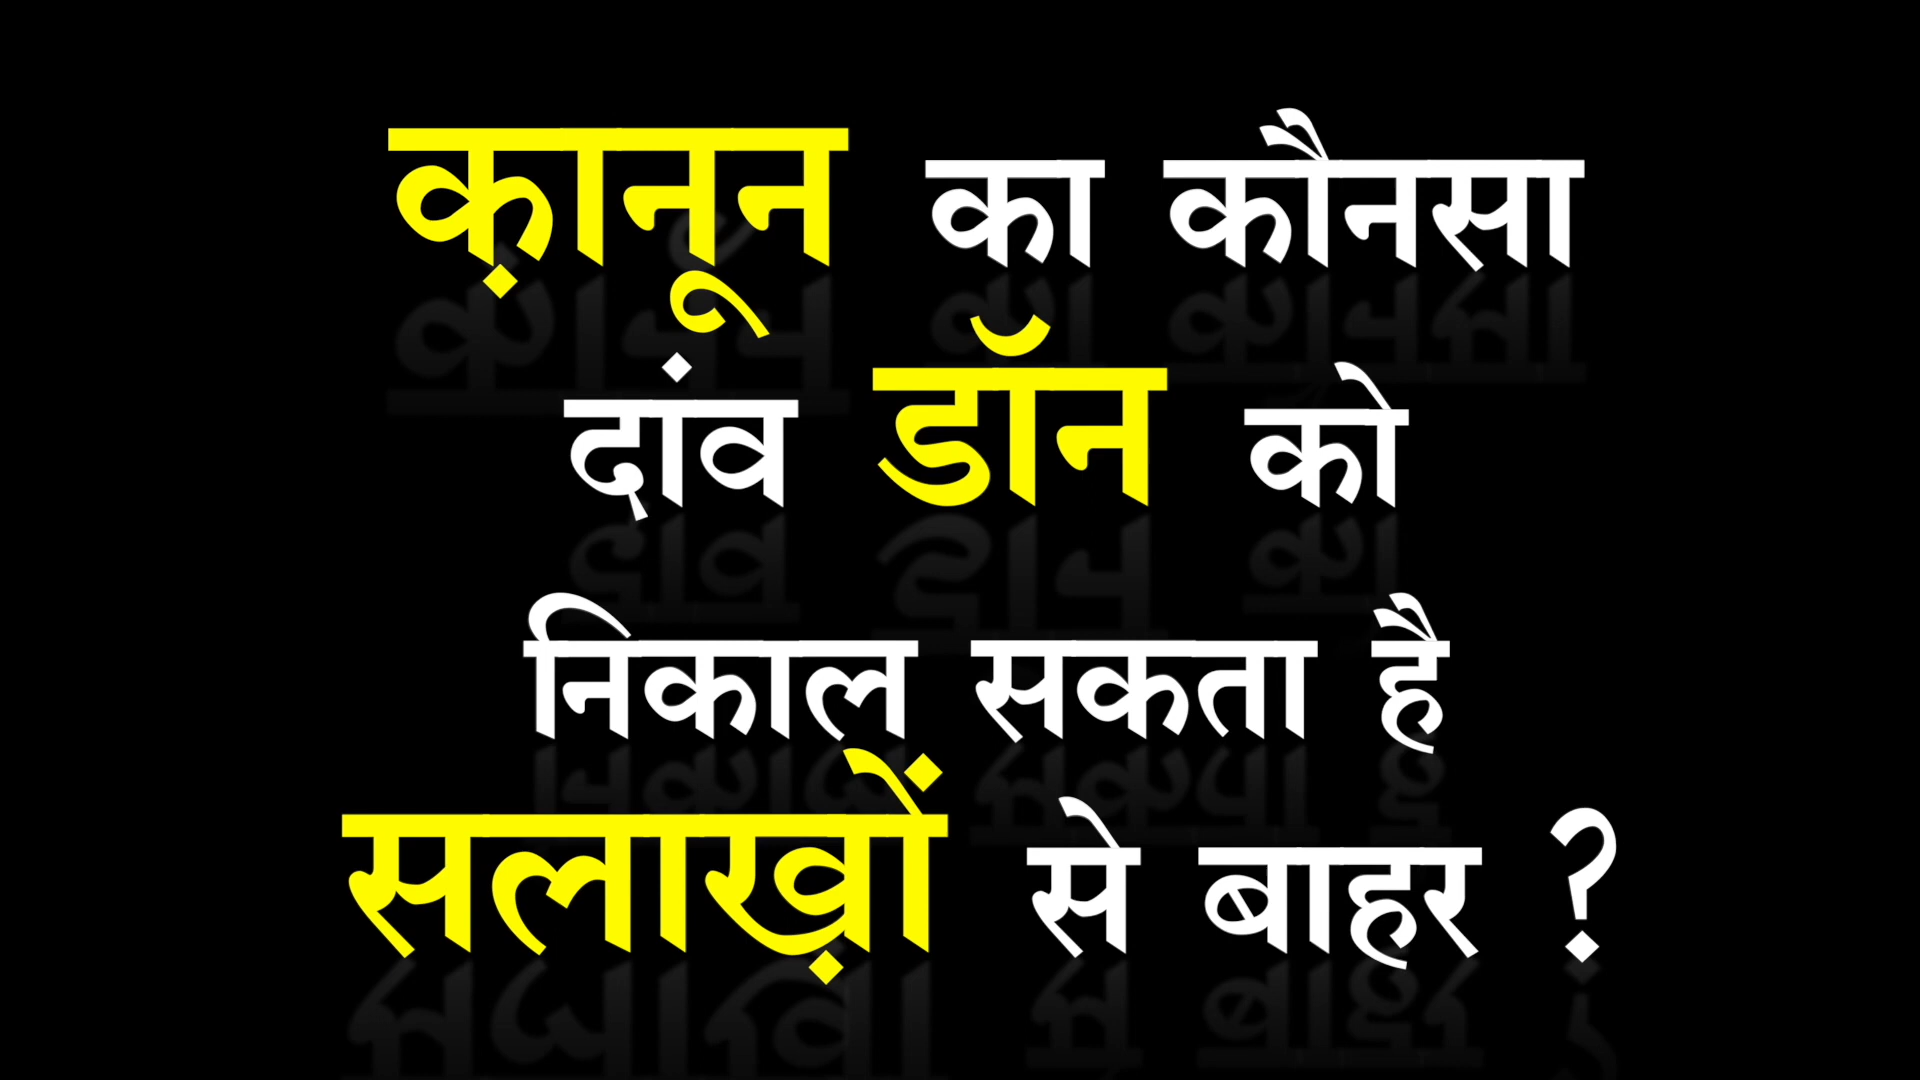 क़ानून का कौनसा
दांव डॉन को
निकाल सकता है
सलाख़ों से बाहर ?